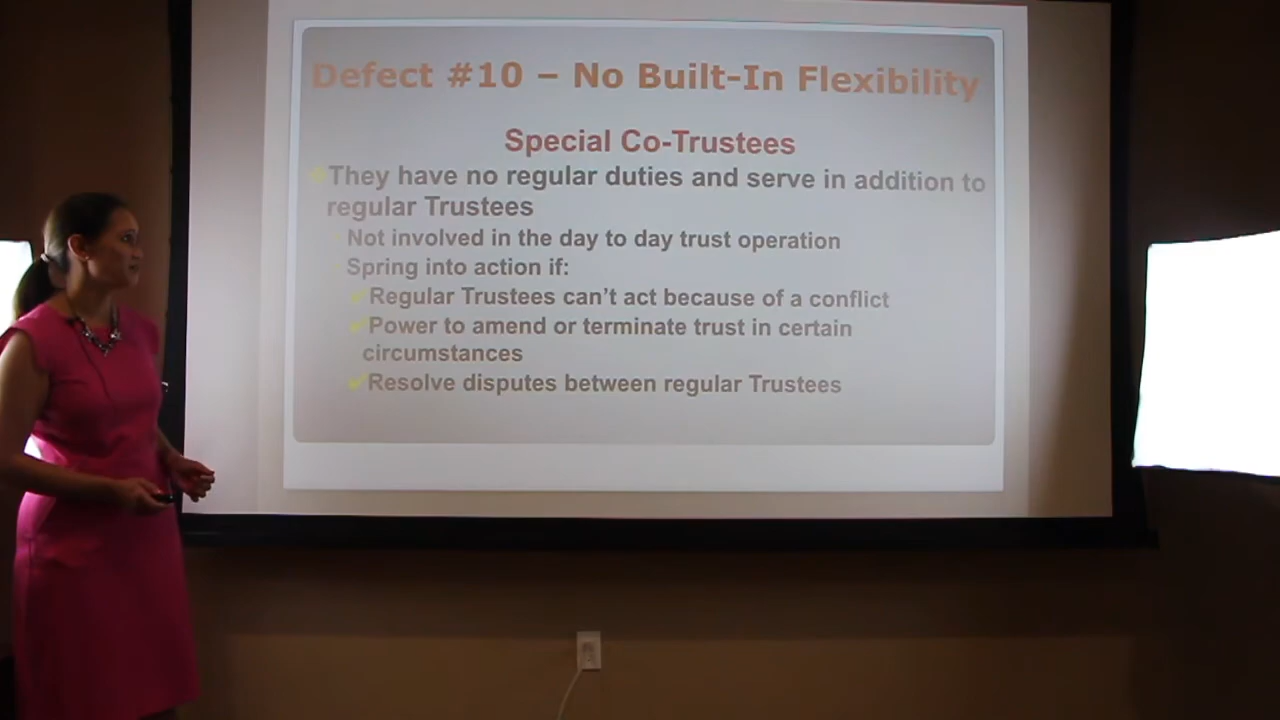 Defect #10 – No Built-In Flexibility
Special Co-Trustees
They have no regular duties and serve in addition to
regular Trustees
Not involved in the day to day trust operation
Spring into action if:
Regular Trustees can’t act because of a conflict
Power to amend or terminate trust in certain
circumstances
Resolve disputes between regular Trustees